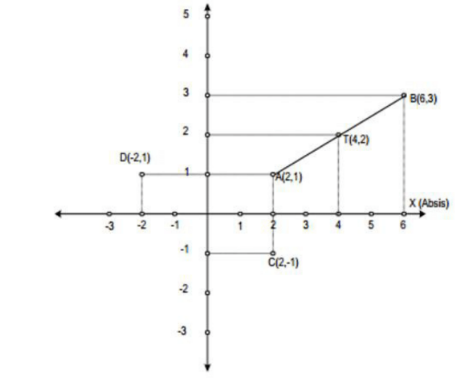 5
4
3
B(6,3)
2
T(4,2)
D(-2,1)
1
A(2,1)
X (Absis)
-3 -2 -1 1 2 3 4 5 6
-1
C(2,-1)
-2
-3